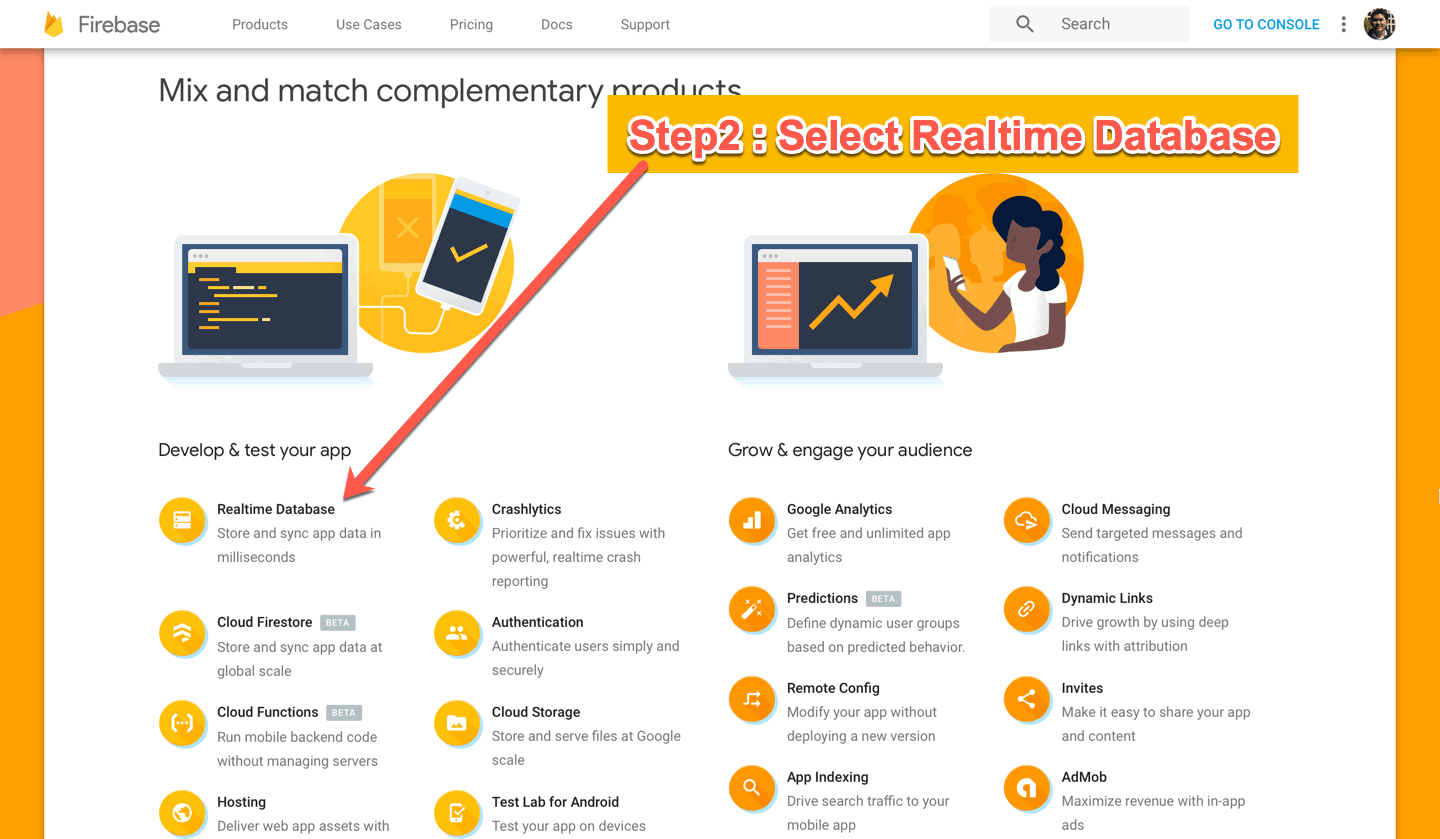 Firebase
Products
Use Cases
Pricing
Docs
Support
Search
GO TO CONSOLE
Mix and match complementary products
Step2 : Select Realtime Database
Develop & test your app
Realtime Database
Store and sync app data in
milliseconds
Crashlytics
Prioritize and fix issues with
powerful, realtime crash
reporting
Cloud Firestore BETA
Store and sync app data at
global scale
Authentication
Authenticate users simply and
securely
Cloud Functions BETA
Run mobile backend code
without managing servers
Cloud Storage
Store and serve files at Google
scale
Hosting
Deliver web app assets with
Test Lab for Android
Test your app on devices
Grow & engage your audience
Google Analytics
Get free and unlimited app
analytics
Cloud Messaging
Send targeted messages and
notifications
Predictions BETA
Define dynamic user groups
based on predicted behavior.
Dynamic Links
Drive growth by using deep
links with attribution
Remote Config
Modify your app without
deploying a new version
Invites
Make it easy to share your app
and content
App Indexing
Drive search traffic to your
mobile app
AdMob
Maximize revenue with in-app
ads